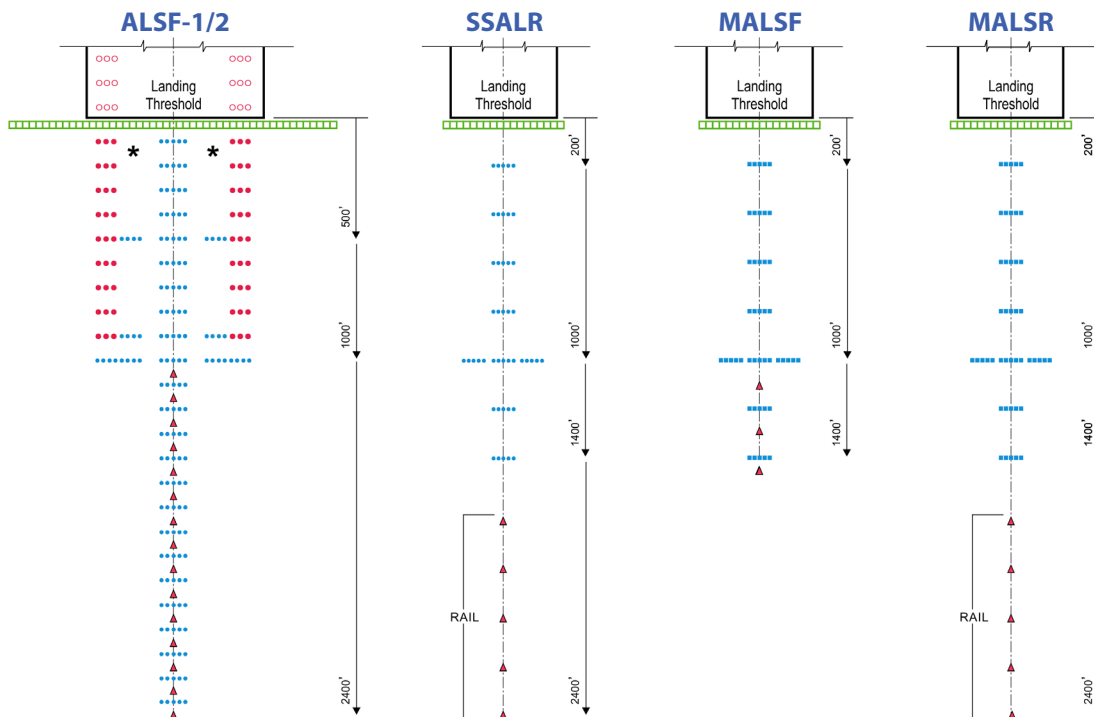 ALSF-1/2
Landing
Threshold
*
*
500'
1000'
2400'
SSALR
Landing
Threshold
200'
1000'
1400'
2400'
RAIL
MALSF
Landing
Threshold
200'
1000'
1400'
MALSR
Landing
Threshold
200'
1000'
1400'
2400'
RAIL